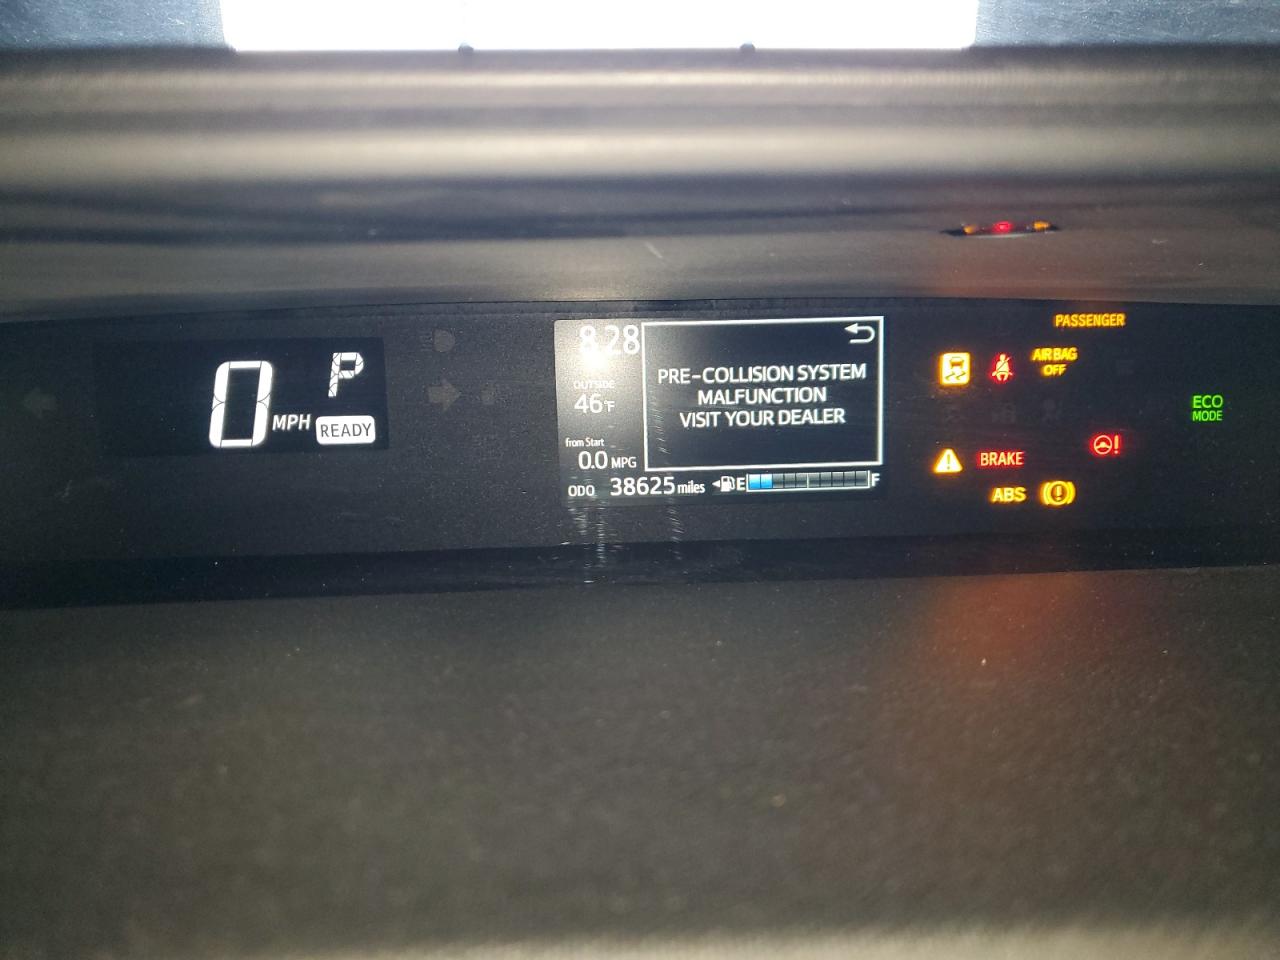 0 MPH
P
READY
8:28
OUTSIDE
46°F
from Start
0.0 MPG
ODO 38625 miles
E F
PRE-COLLISION SYSTEM
MALFUNCTION
VISIT YOUR DEALER
PASSENGER
AIR BAG
OFF
ECO
MODE
BRAKE
!
ABS